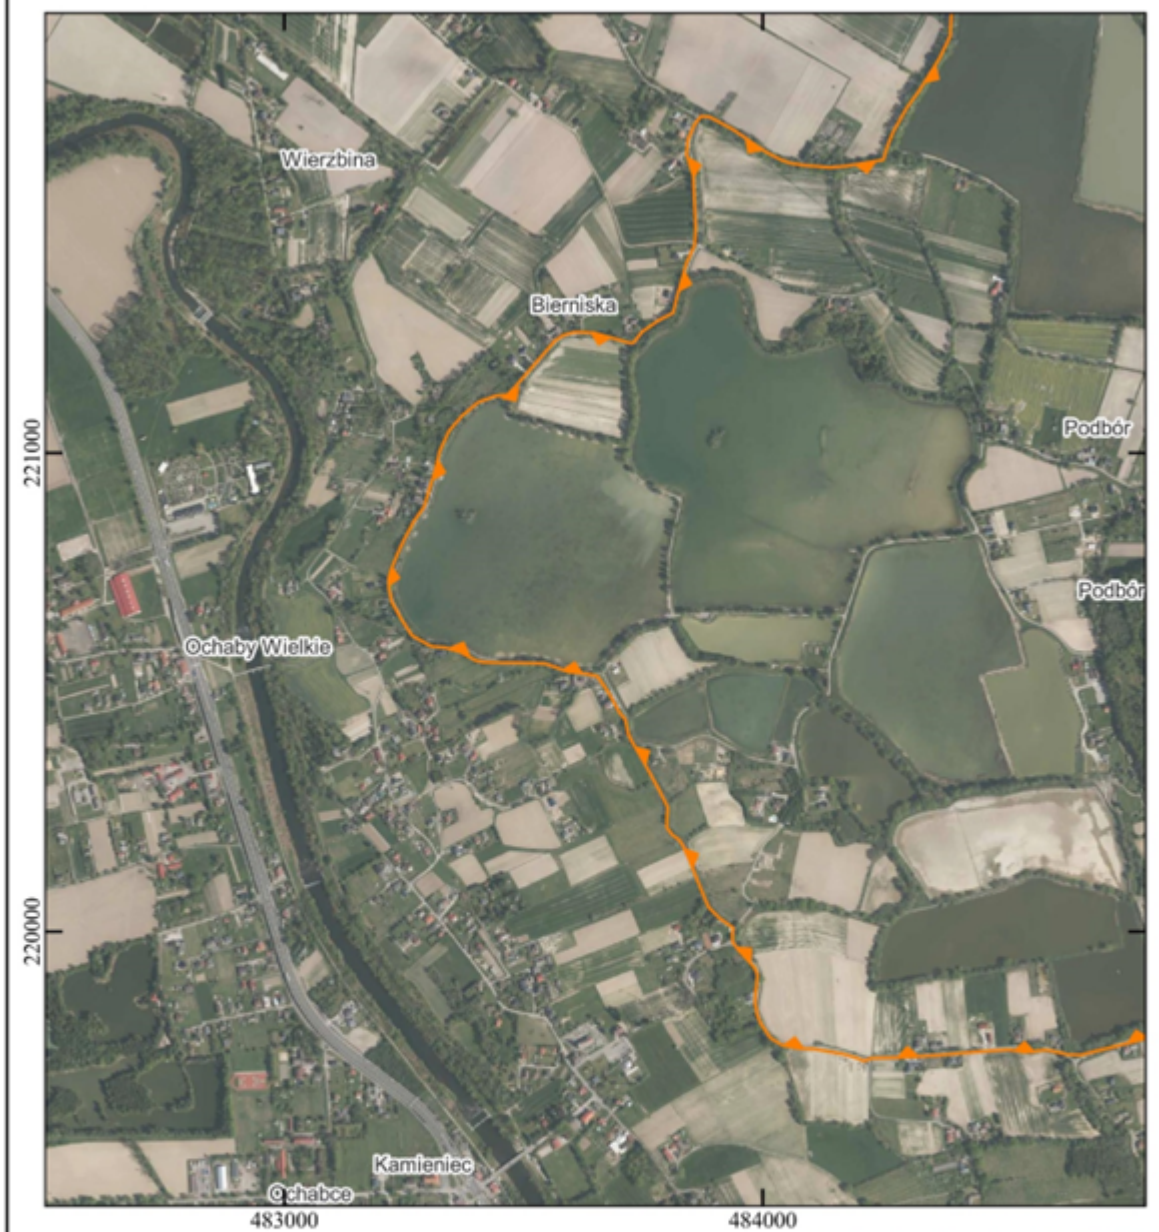 Wierzbina
Bierniska
221000
Podbór
Podbór
Ochaby Wielkie
220000
Kamieniec
Ochabce
483000
484000